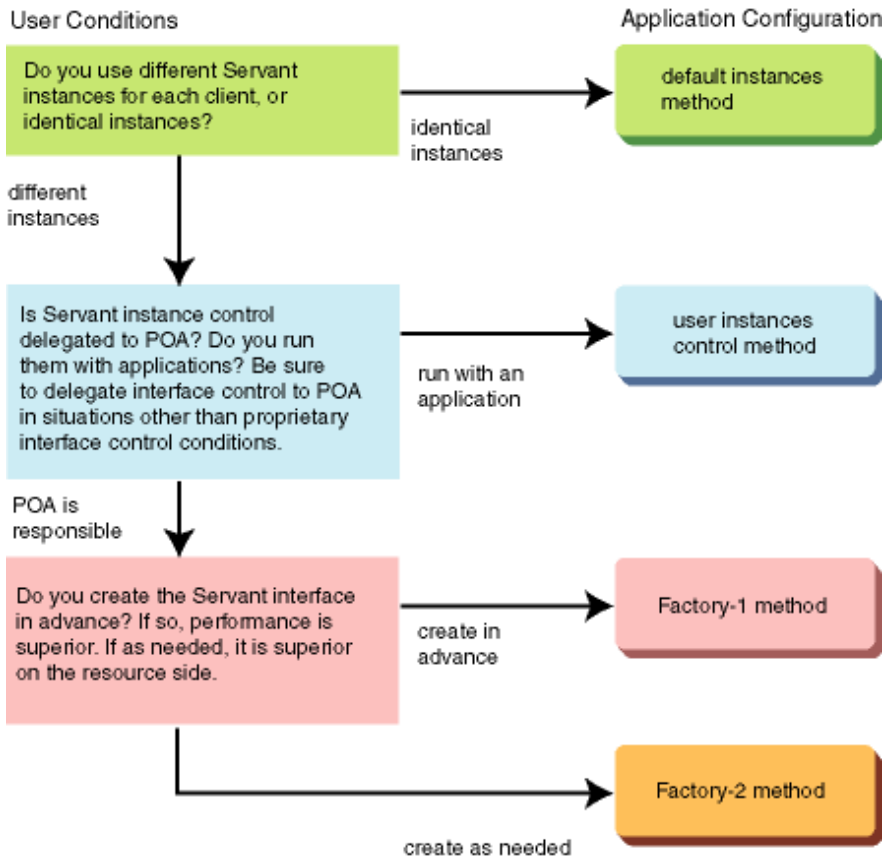 User Conditions
Application Configuration
Do you use different Servant
instances for each client, or
identical instances?
default instances
method
identical
instances
different
instances
Is Servant instance control
delegated to POA? Do you run
them with applications? Be sure
to delegate interface control to POA
in situations other than proprietary
interface control conditions.
user instances
control method
run with an
application
POA is
responsible
Do you create the Servant interface
in advance? If so, performance is
superior. If as needed, it is superior
on the resource side.
Factory-1 method
create in
advance
Factory-2 method
create as needed